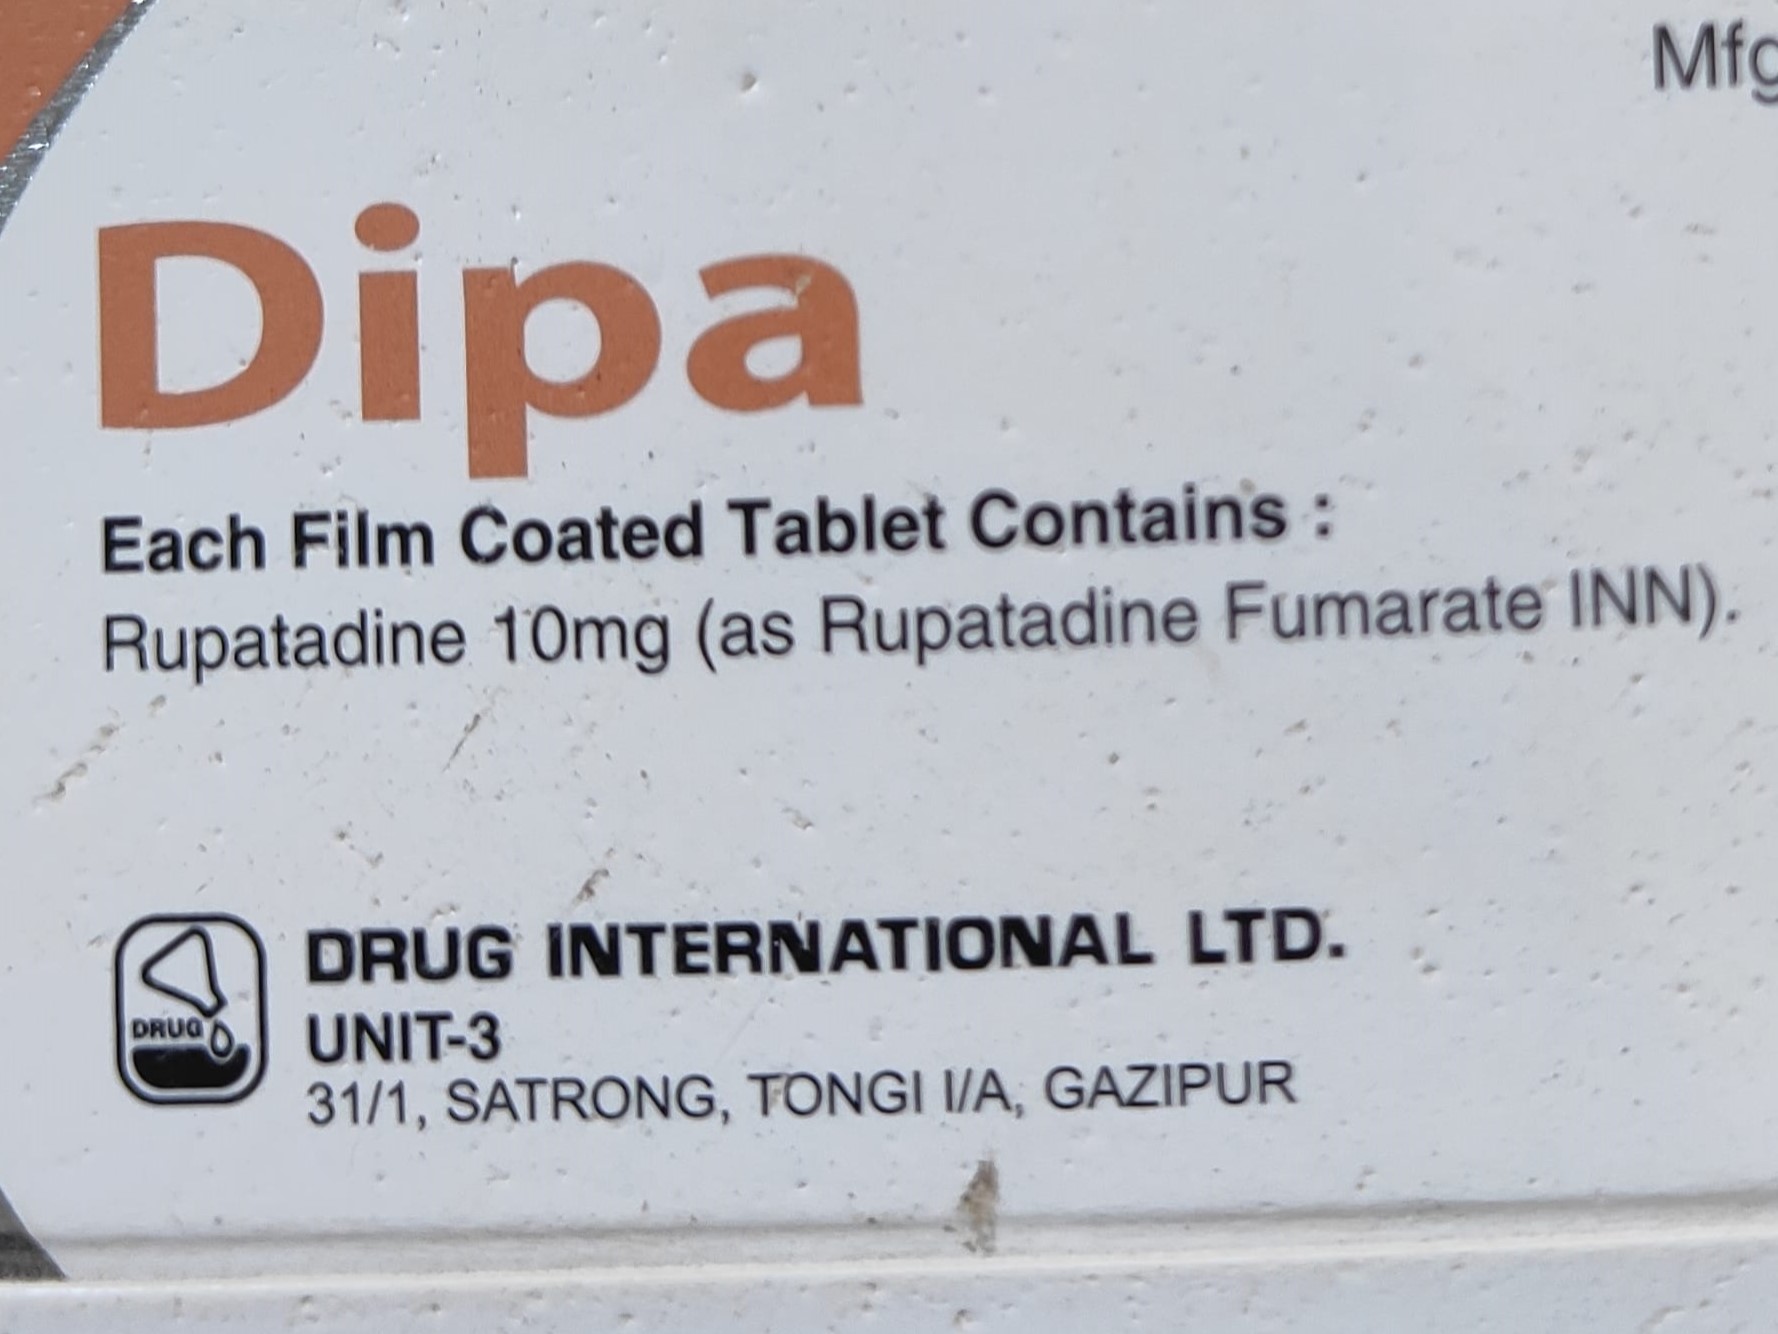 Mfg
Dipa
Each Film Coated Tablet Contains :
Rupatadine 10mg (as Rupatadine Fumarate INN).
DRUG INTERNATIONAL LTD.
DRUG
UNIT-3
31/1, SATRONG, TONGI I/A, GAZIPUR